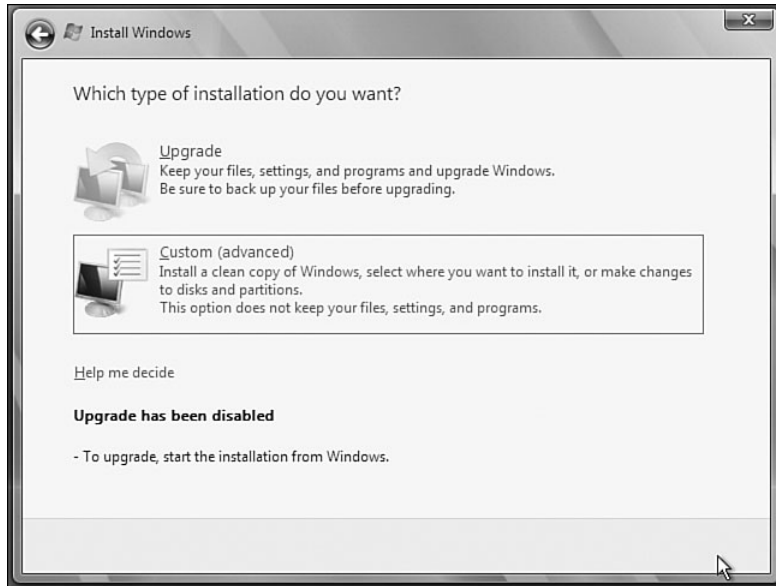 Install Windows
Which type of installation do you want?
Upgrade
Keep your files, settings, and programs and upgrade Windows.
Be sure to back up your files before upgrading.
Custom (advanced)
Install a clean copy of Windows, select where you want to install it, or make changes
to disks and partitions.
This option does not keep your files, settings, and programs.
Help me decide
Upgrade has been disabled
- To upgrade, start the installation from Windows.